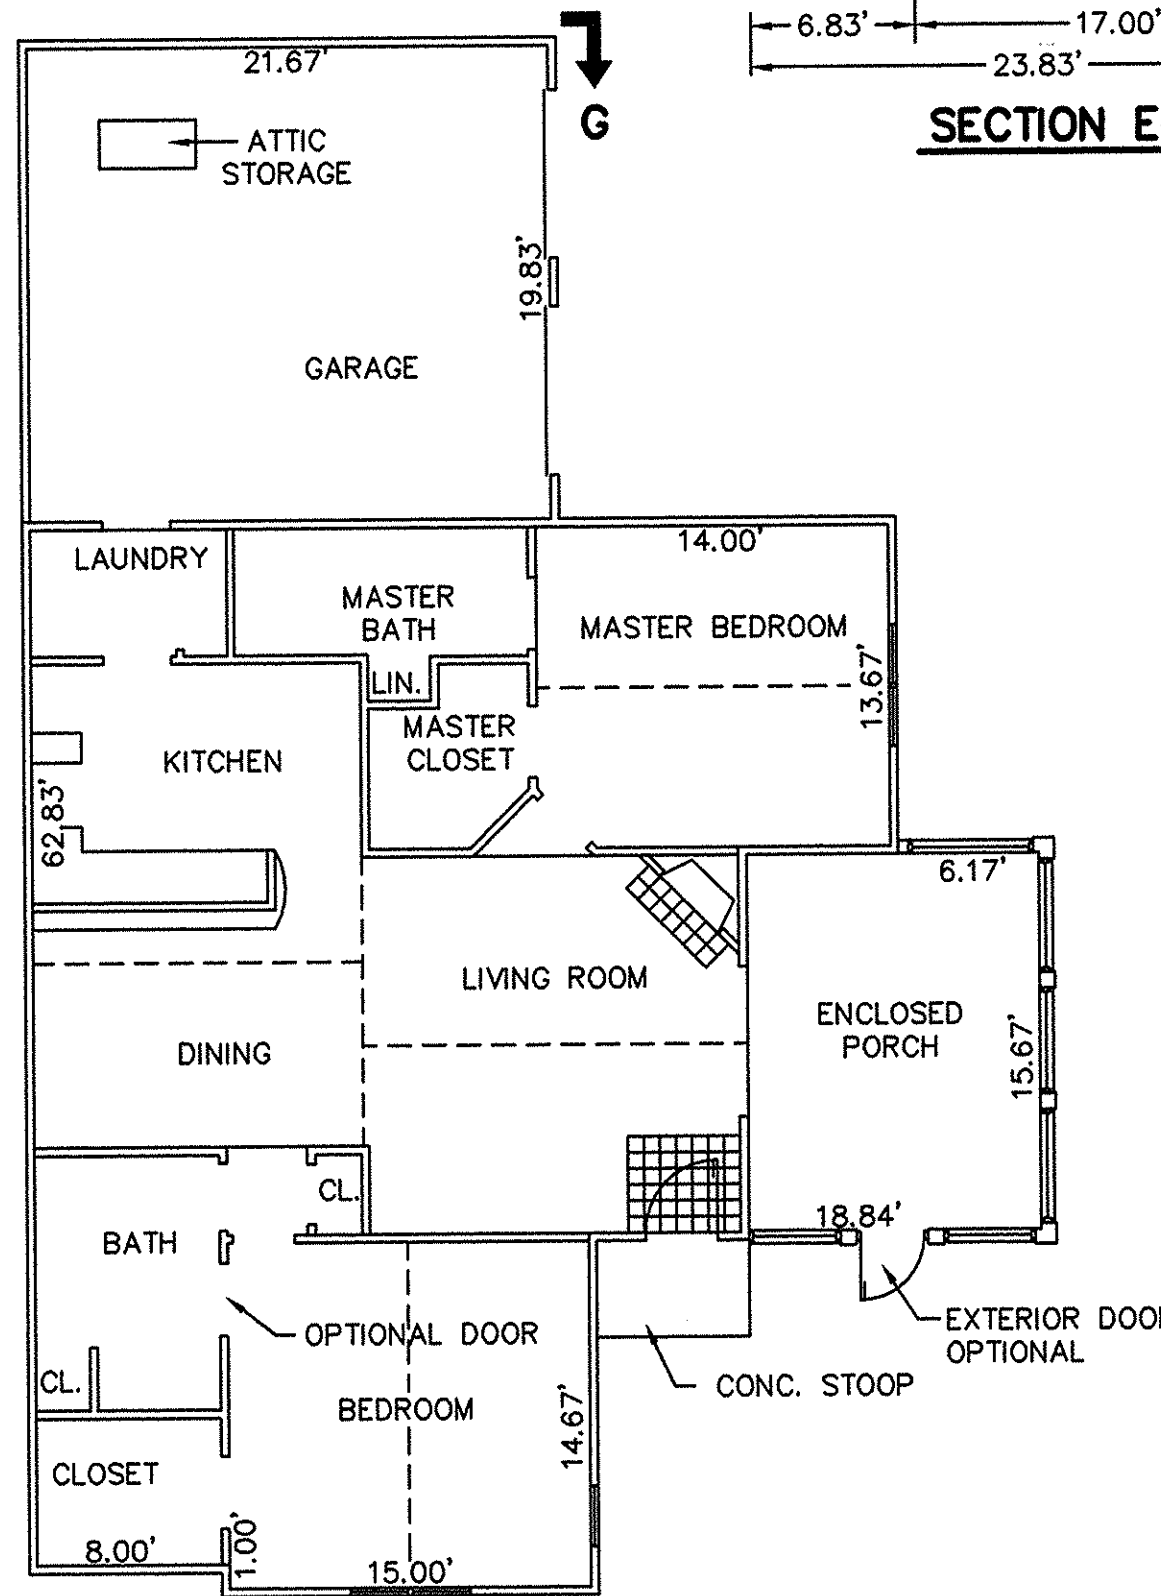 6.83'
17.00'
23.83'
SECTION E
G
21.67'
ATTIC
STORAGE
19.83'
GARAGE
LAUNDRY
MASTER
BATH
14.00'
MASTER BEDROOM
LIN.
13.67'
MASTER
CLOSET
KITCHEN
62.83'
6.17'
LIVING ROOM
ENCLOSED
PORCH
15.67'
DINING
CL.
BATH
18.84'
OPTIONAL DOOR
EXTERIOR DOO
OPTIONAL
CL.
CONC. STOOP
BEDROOM
14.67'
CLOSET
8.00'
1.00'
15.00'